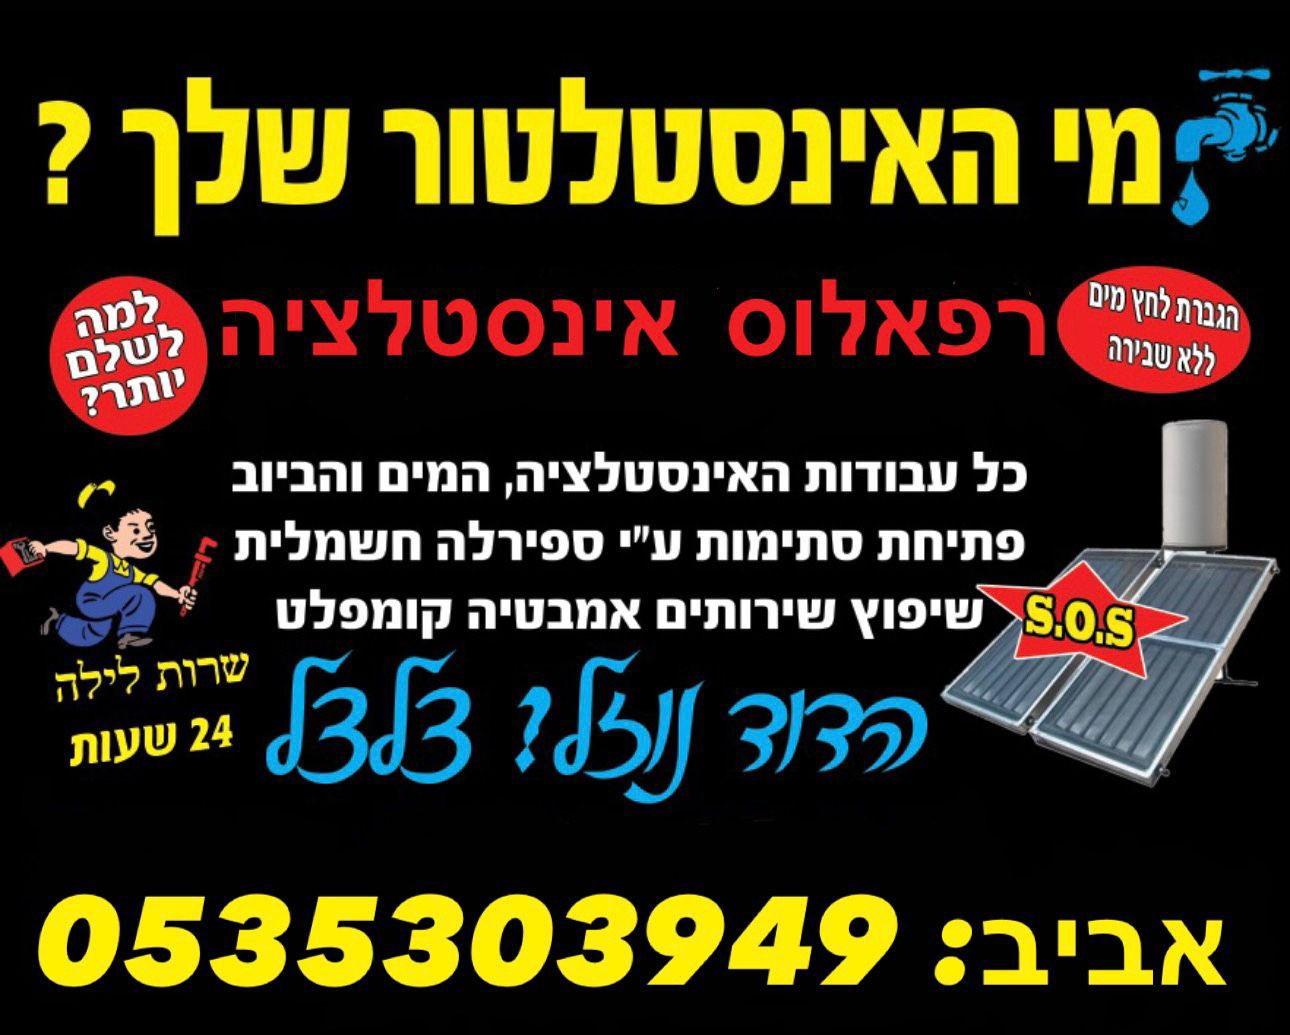 מי האינסטלטור שלך ?
רפאלוס אינסטלציה
הגברת לחץ מים
ללא שבירה
למה
לשלם
יותר?
כל עבודות האינסטלציה, המים והביוב
פתיחת סתימות ע"י ספירלה חשמלית
שיפוץ שירותים אמבטיה קומפלט
S.O.S
שרות לילה
24 שעות
הדוד נוזל? צלצל
אביב: 0535303949